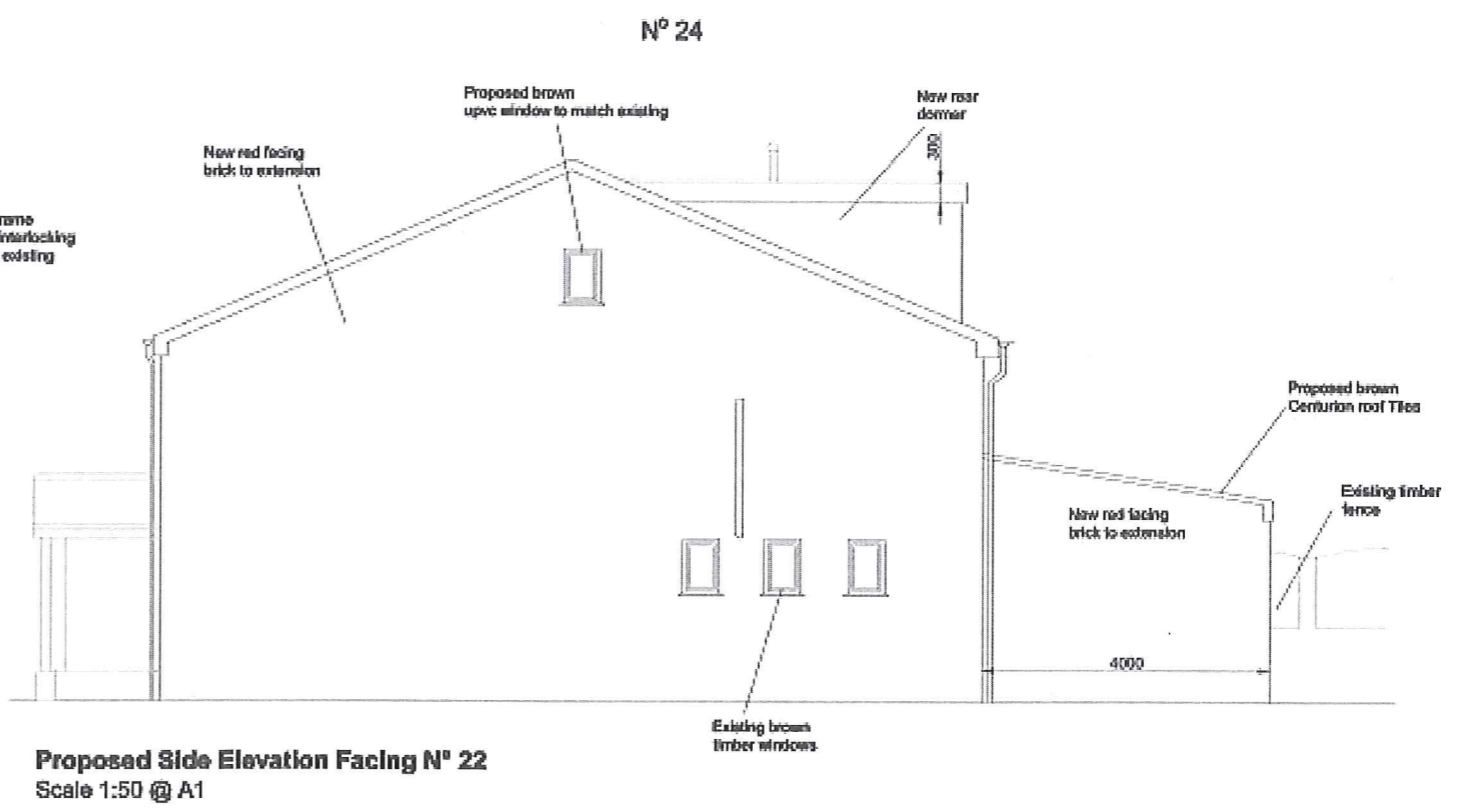 Nº 24
Proposed brown
upvc window to match existing
New rear
dormer
300
New red facing
brick to extension
interlocking
existing
Proposed brown
Centurion roof Tiles
Existing timber
fence
New red facing
brick to extension
4000
Existing brown
timber windows
Proposed Side Elevation Facing Nº 22
Scale 1:50 @ A1